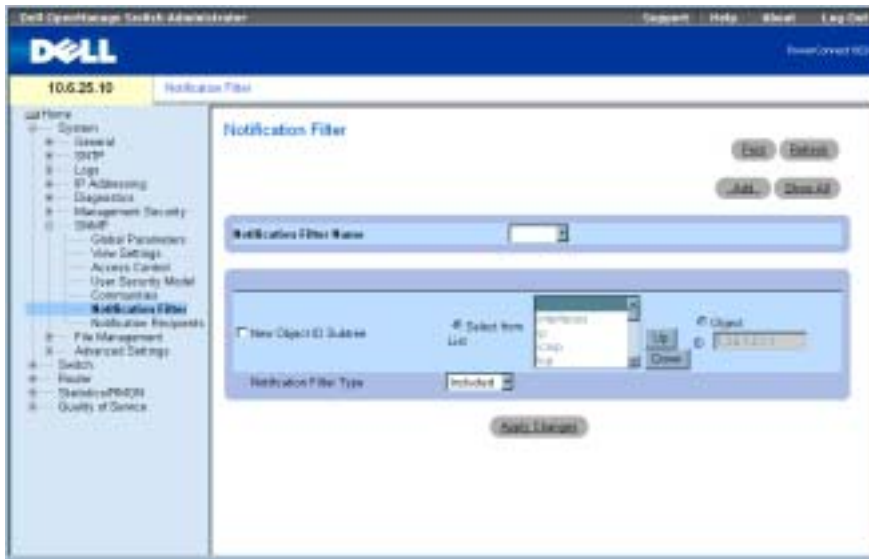 Dell OpenManage Switch Administrator
Support Help About Log Out
DELL
10.6.25.10
Notification Filter
Home
System
General
SNTP
Logs
IP Addressing
Diagnostics
Management Security
SNMP
Global Parameters
View Settings
Access Control
User Security Model
Communities
Notification Filter
Notification Recipients
File Management
Advanced Settings
Switch
Router
Statistics/RMON
Quality of Service
Notification Filter
Print Refresh
Add Show All
Notification Filter Name
New Object ID Subtree
Select from List
interfaces
ip
icmp
Up
Down
Object ID
Notification Filter Type
Included
Apply Changes